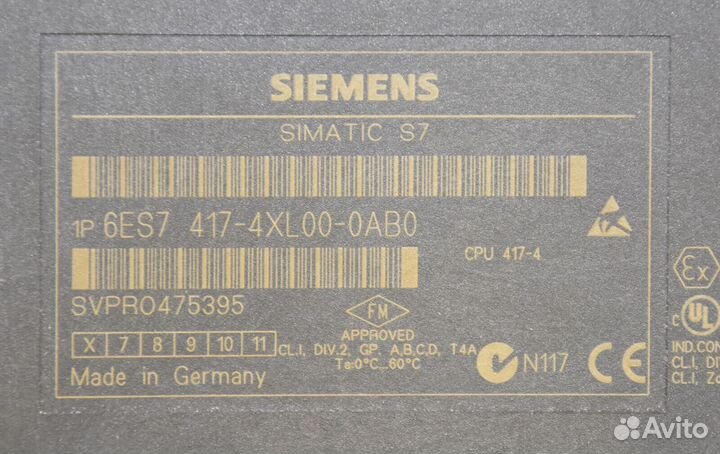 SIEMENS
SIMATIC S7
1P 6ES7 417-4XL00-0AB0
CPU 417-4
SVPR0475395
FM
APPROVED
X 7 8 9 10 11 CL.I, DIV.2, GP. A,B,C,D, T4A
Ta:0°C...60°C
Made in Germany
N117 CE
Ex
c UL
IND.CON
CL.I, DI
CL.I, Zo
Avito